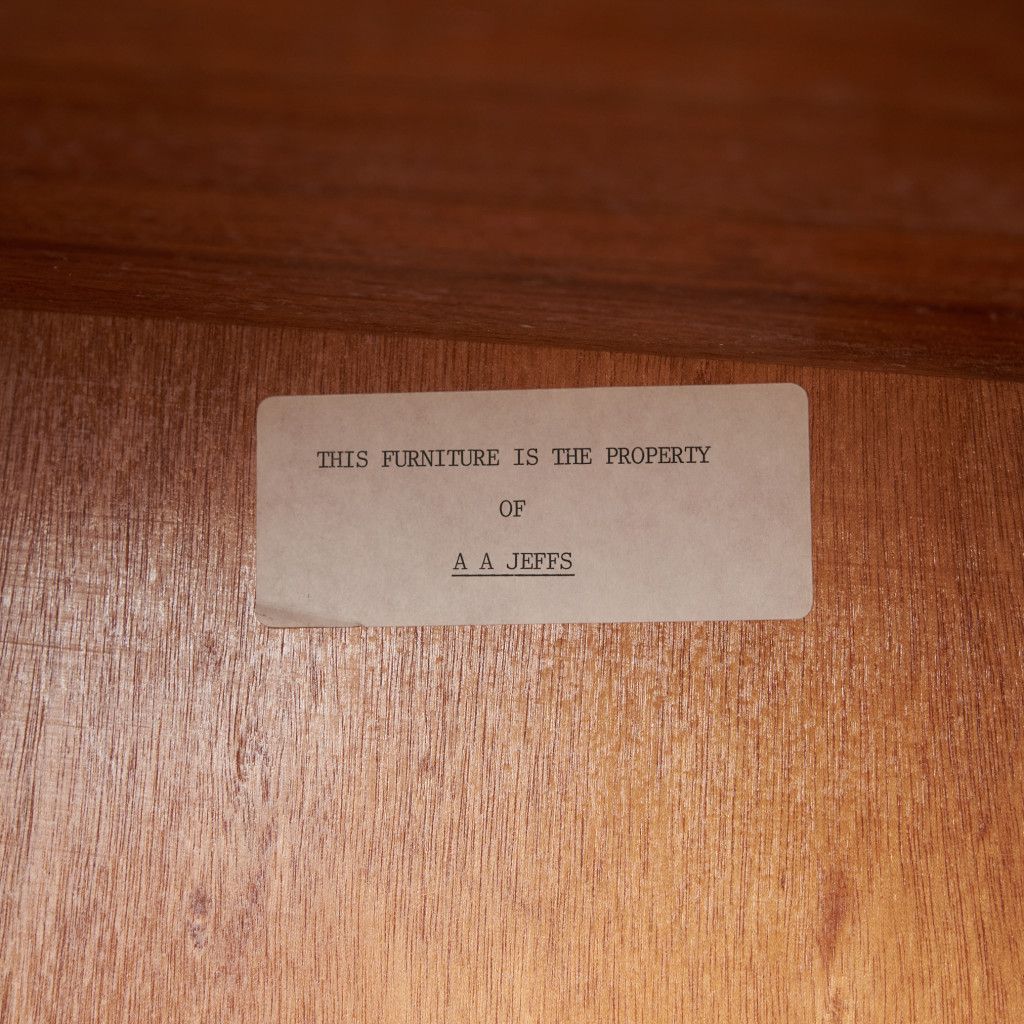 THIS FURNITURE IS THE PROPERTY
OF
A A JEFFS